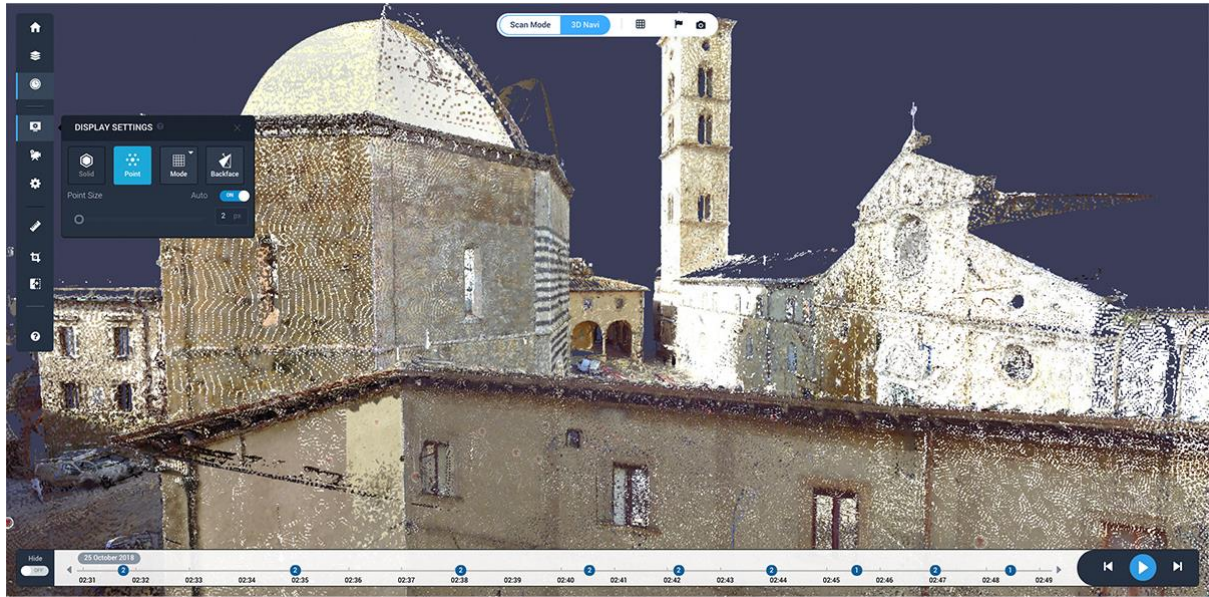 Scan Mode 3D Navi
DISPLAY SETTINGS
Solid Point Mode Backface
Point Size Auto ON
2 px
Hide
OFF
25 October 2018
2 2 2 2 2 2 1 2 1
02:31 02:32 02:33 02:34 02:35 02:36 02:37 02:38 02:39 02:40 02:41 02:42 02:43 02:44 02:45 02:46 02:47 02:48 02:49